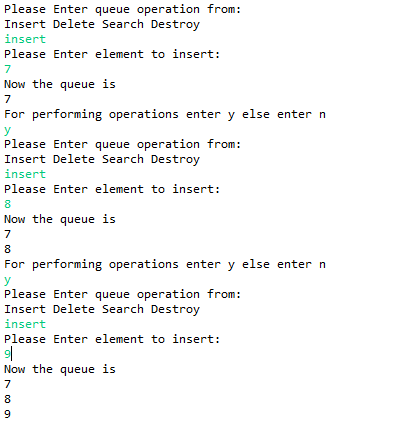 Please Enter queue operation from:
Insert Delete Search Destroy
insert
Please Enter element to insert:
7
Now the queue is
7
For performing operations enter y else enter n
y
Please Enter queue operation from:
Insert Delete Search Destroy
insert
Please Enter element to insert:
8
Now the queue is
7
8
For performing operations enter y else enter n
y
Please Enter queue operation from:
Insert Delete Search Destroy
insert
Please Enter element to insert:
9
Now the queue is
7
8
9